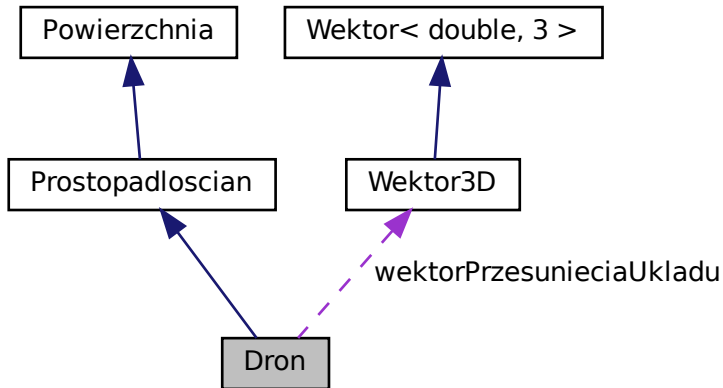 Powierzchnia
Wektor< double, 3 >
Prostopadloscian
Wektor3D
wektorPrzesunieciaUkladu
Dron